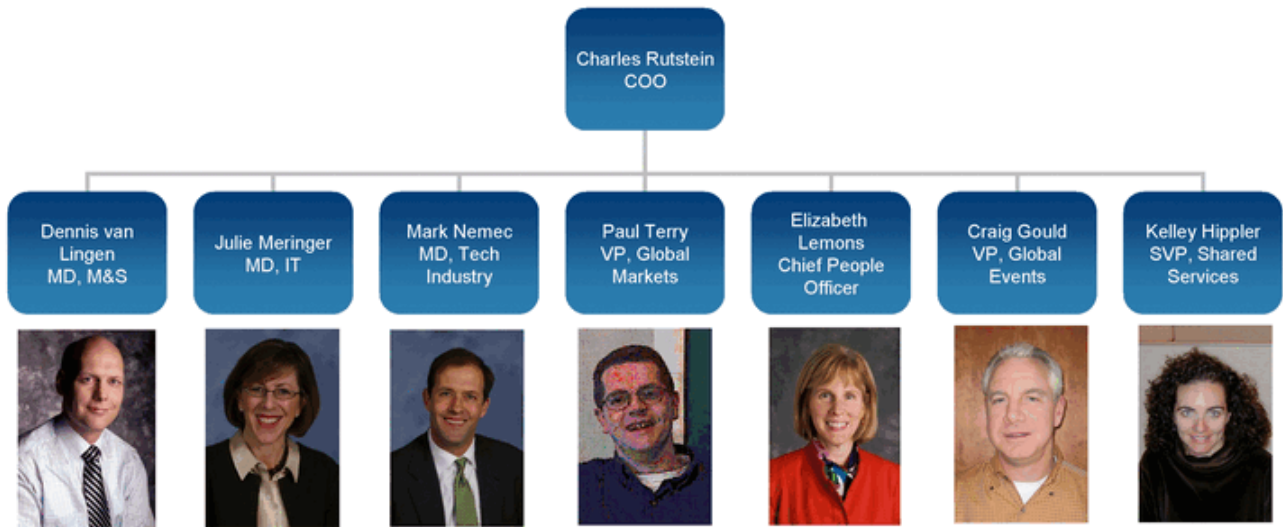 Charles Rutstein
COO
Dennis van
Lingen
MD, M&S
Julie Meringer
MD, IT
Mark Nemec
MD, Tech
Industry
Paul Terry
VP, Global
Markets
Elizabeth
Lemons
Chief People
Officer
Craig Gould
VP, Global
Events
Kelley Hippler
SVP, Shared
Services